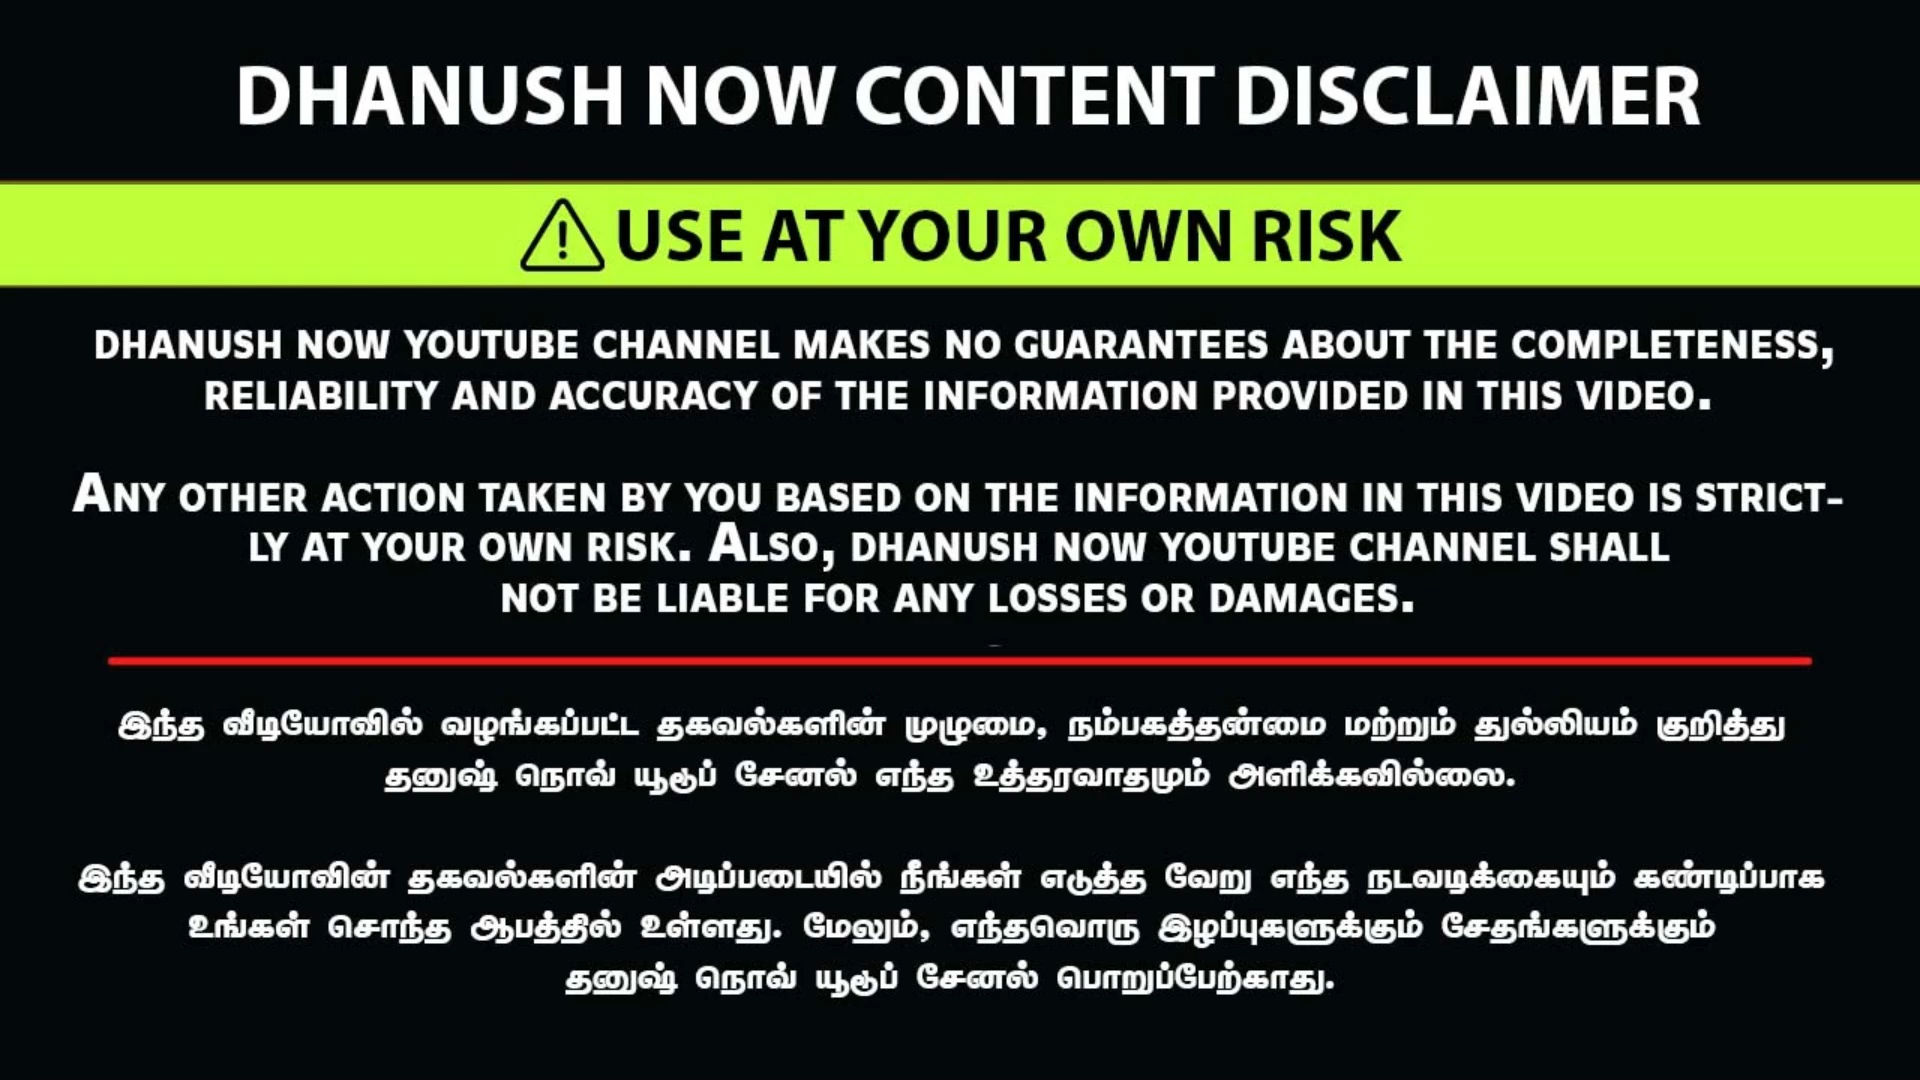 DHANUSH NOW CONTENT DISCLAIMER
USE AT YOUR OWN RISK
DHANUSH NOW YOUTUBE CHANNEL MAKES NO GUARANTEES ABOUT THE COMPLETENESS,
RELIABILITY AND ACCURACY OF THE INFORMATION PROVIDED IN THIS VIDEO.
ANY OTHER ACTION TAKEN BY YOU BASED ON THE INFORMATION IN THIS VIDEO IS STRICT-
LY AT YOUR OWN RISK. ALSO, DHANUSH NOW YOUTUBE CHANNEL SHALL
NOT BE LIABLE FOR ANY LOSSES OR DAMAGES.
இந்த வீடியோவில் வழங்கப்பட்ட தகவல்களின் முழுமை, நம்பகத்தன்மை மற்றும் துல்லியம் குறித்து
தனுஷ் நொவ் யூடூப் சேனல் எந்த உத்தரவாதமும் அளிக்கவில்லை.
இந்த வீடியோவின் தகவல்களின் அடிப்படையில் நீங்கள் எடுத்த வேறு எந்த நடவடிக்கையும் கண்டிப்பாக
உங்கள் சொந்த ஆபத்தில் உள்ளது. மேலும், எந்தவொரு இழப்புகளுக்கும் சேதங்களுக்கும்
தனுஷ் நொவ் யூடூப் சேனல் பொறுப்பேற்காது.